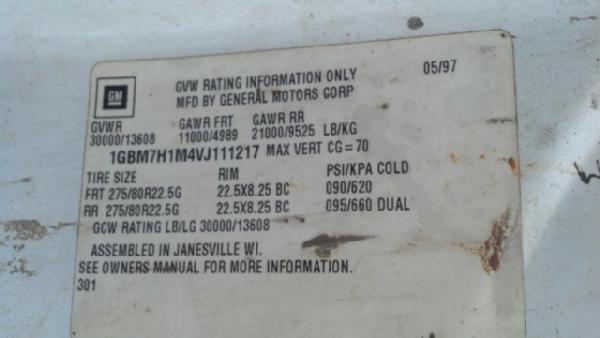 GM
GVW RATING INFORMATION ONLY 05/97
MFD BY GENERAL MOTORS CORP
GVWR GAWR FRT GAWR RR
30000/13608 11000/4989 21000/9525 LB/KG
1GBM7H1M4VJ111217 MAX VERT CG = 70
TIRE SIZE RIM PSI/KPA COLD
FRT 275/80R22.5G 22.5X8.25 BC 090/620
RR 275/80R22.5G 22.5X8.25 BC 095/660 DUAL
GCW RATING LB/LG 30000/13608
ASSEMBLED IN JANESVILLE WI.
SEE OWNERS MANUAL FOR MORE INFORMATION.
301